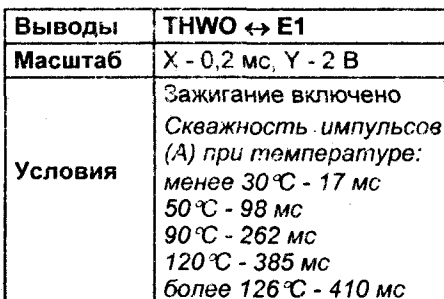 Выводы THWO ↔ E1
Масштаб X - 0,2 мс, Y - 2 В
Условия
Зажигание включено
Скважность импульсов
(А) при температуре:
менее 30°C - 17 мс
50°C - 98 мс
90°C - 262 мс
120°C - 385 мс
более 126°C - 410 мс